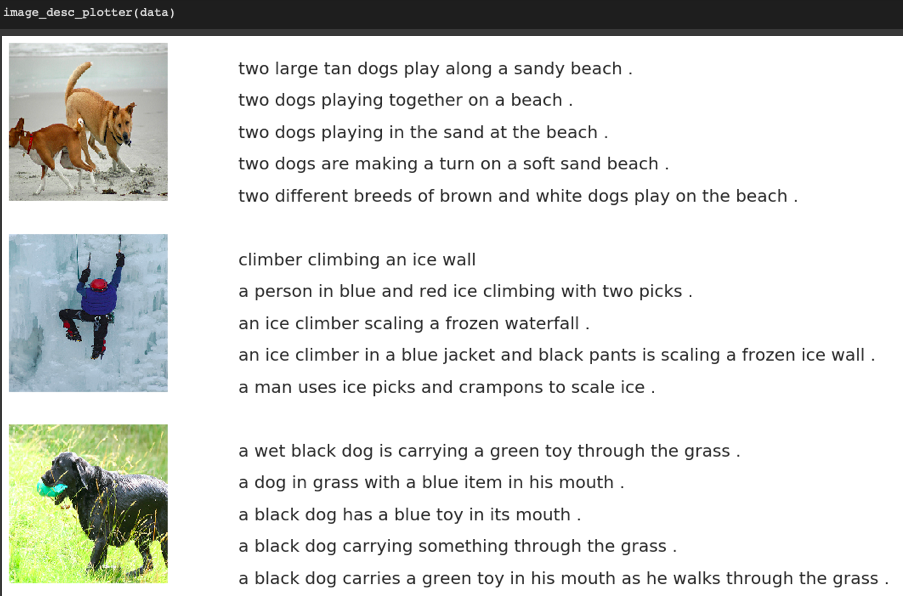 image_desc_plotter(data)
two large tan dogs play along a sandy beach .
two dogs playing together on a beach .
two dogs playing in the sand at the beach .
two dogs are making a turn on a soft sand beach .
two different breeds of brown and white dogs play on the beach .
climber climbing an ice wall
a person in blue and red ice climbing with two picks .
an ice climber scaling a frozen waterfall .
an ice climber in a blue jacket and black pants is scaling a frozen ice wall .
a man uses ice picks and crampons to scale ice .
a wet black dog is carrying a green toy through the grass .
a dog in grass with a blue item in his mouth .
a black dog has a blue toy in its mouth .
a black dog carrying something through the grass .
a black dog carries a green toy in his mouth as he walks through the grass .